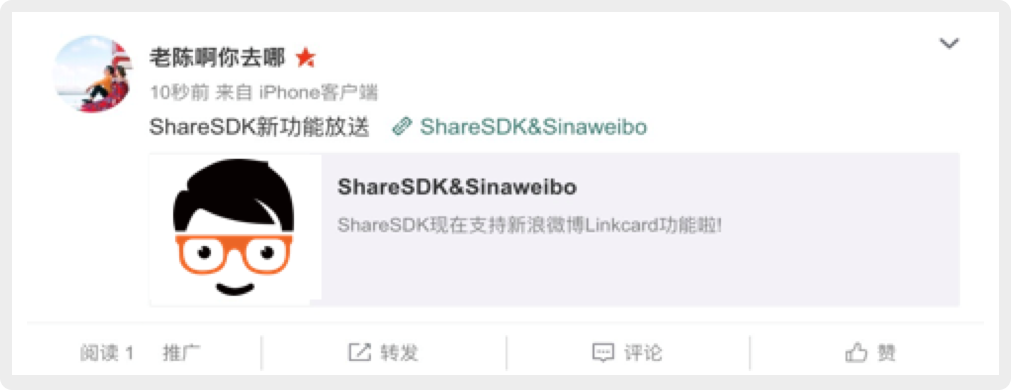 老陈啊你去哪
10秒前 来自 iPhone客户端
ShareSDK新功能放送 ShareSDK&Sinaweibo
ShareSDK&Sinaweibo
ShareSDK现在支持新浪微博Linkcard功能啦!
阅读 1 推广 转发 评论 赞